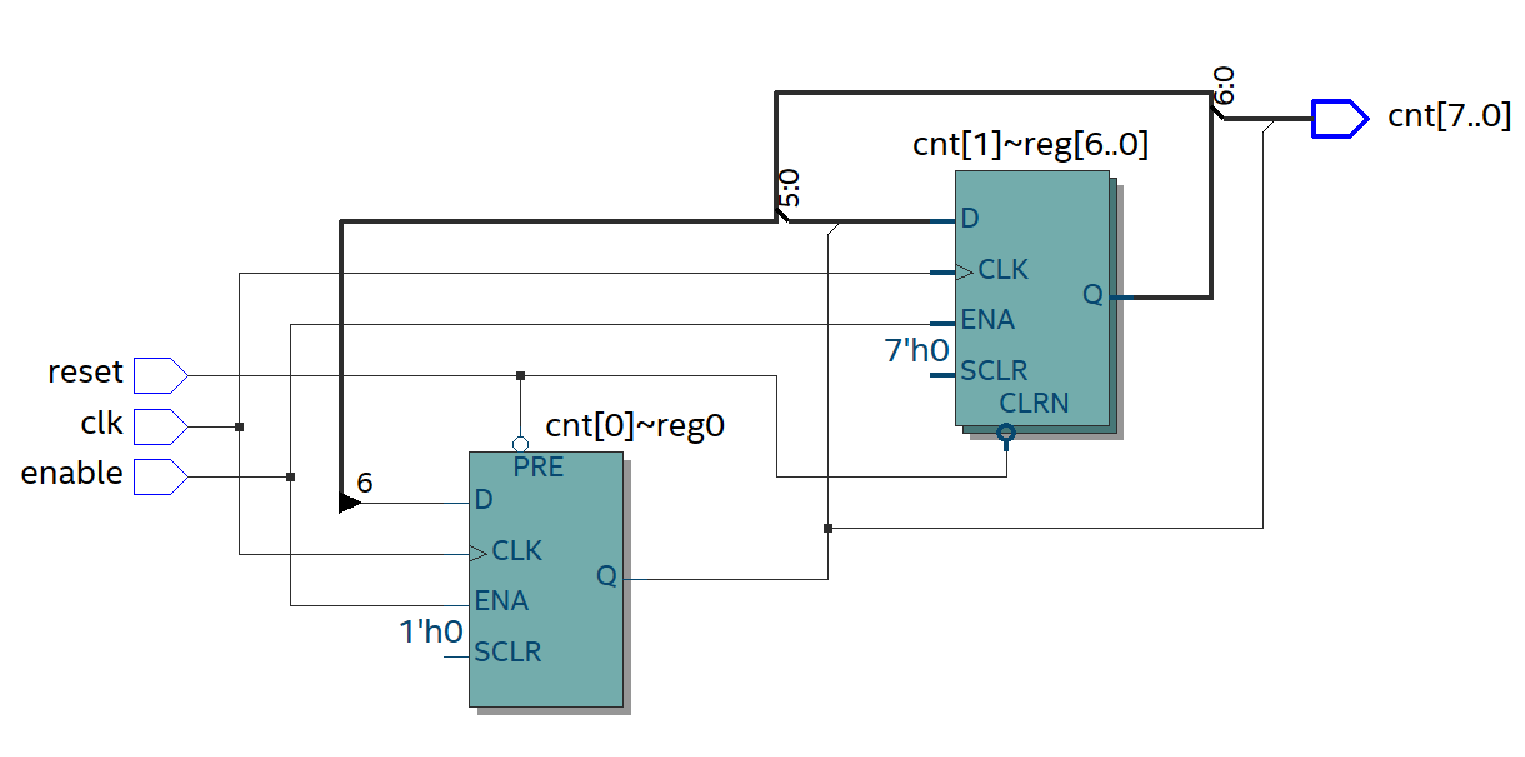 6:0
cnt[7..0]
cnt[1]~reg[6..0]
5:0
D
CLK
Q
ENA
7'h0
SCLR
CLRN
reset
clk
enable
cnt[0]~reg0
PRE
6
D
CLK
Q
ENA
1'h0
SCLR